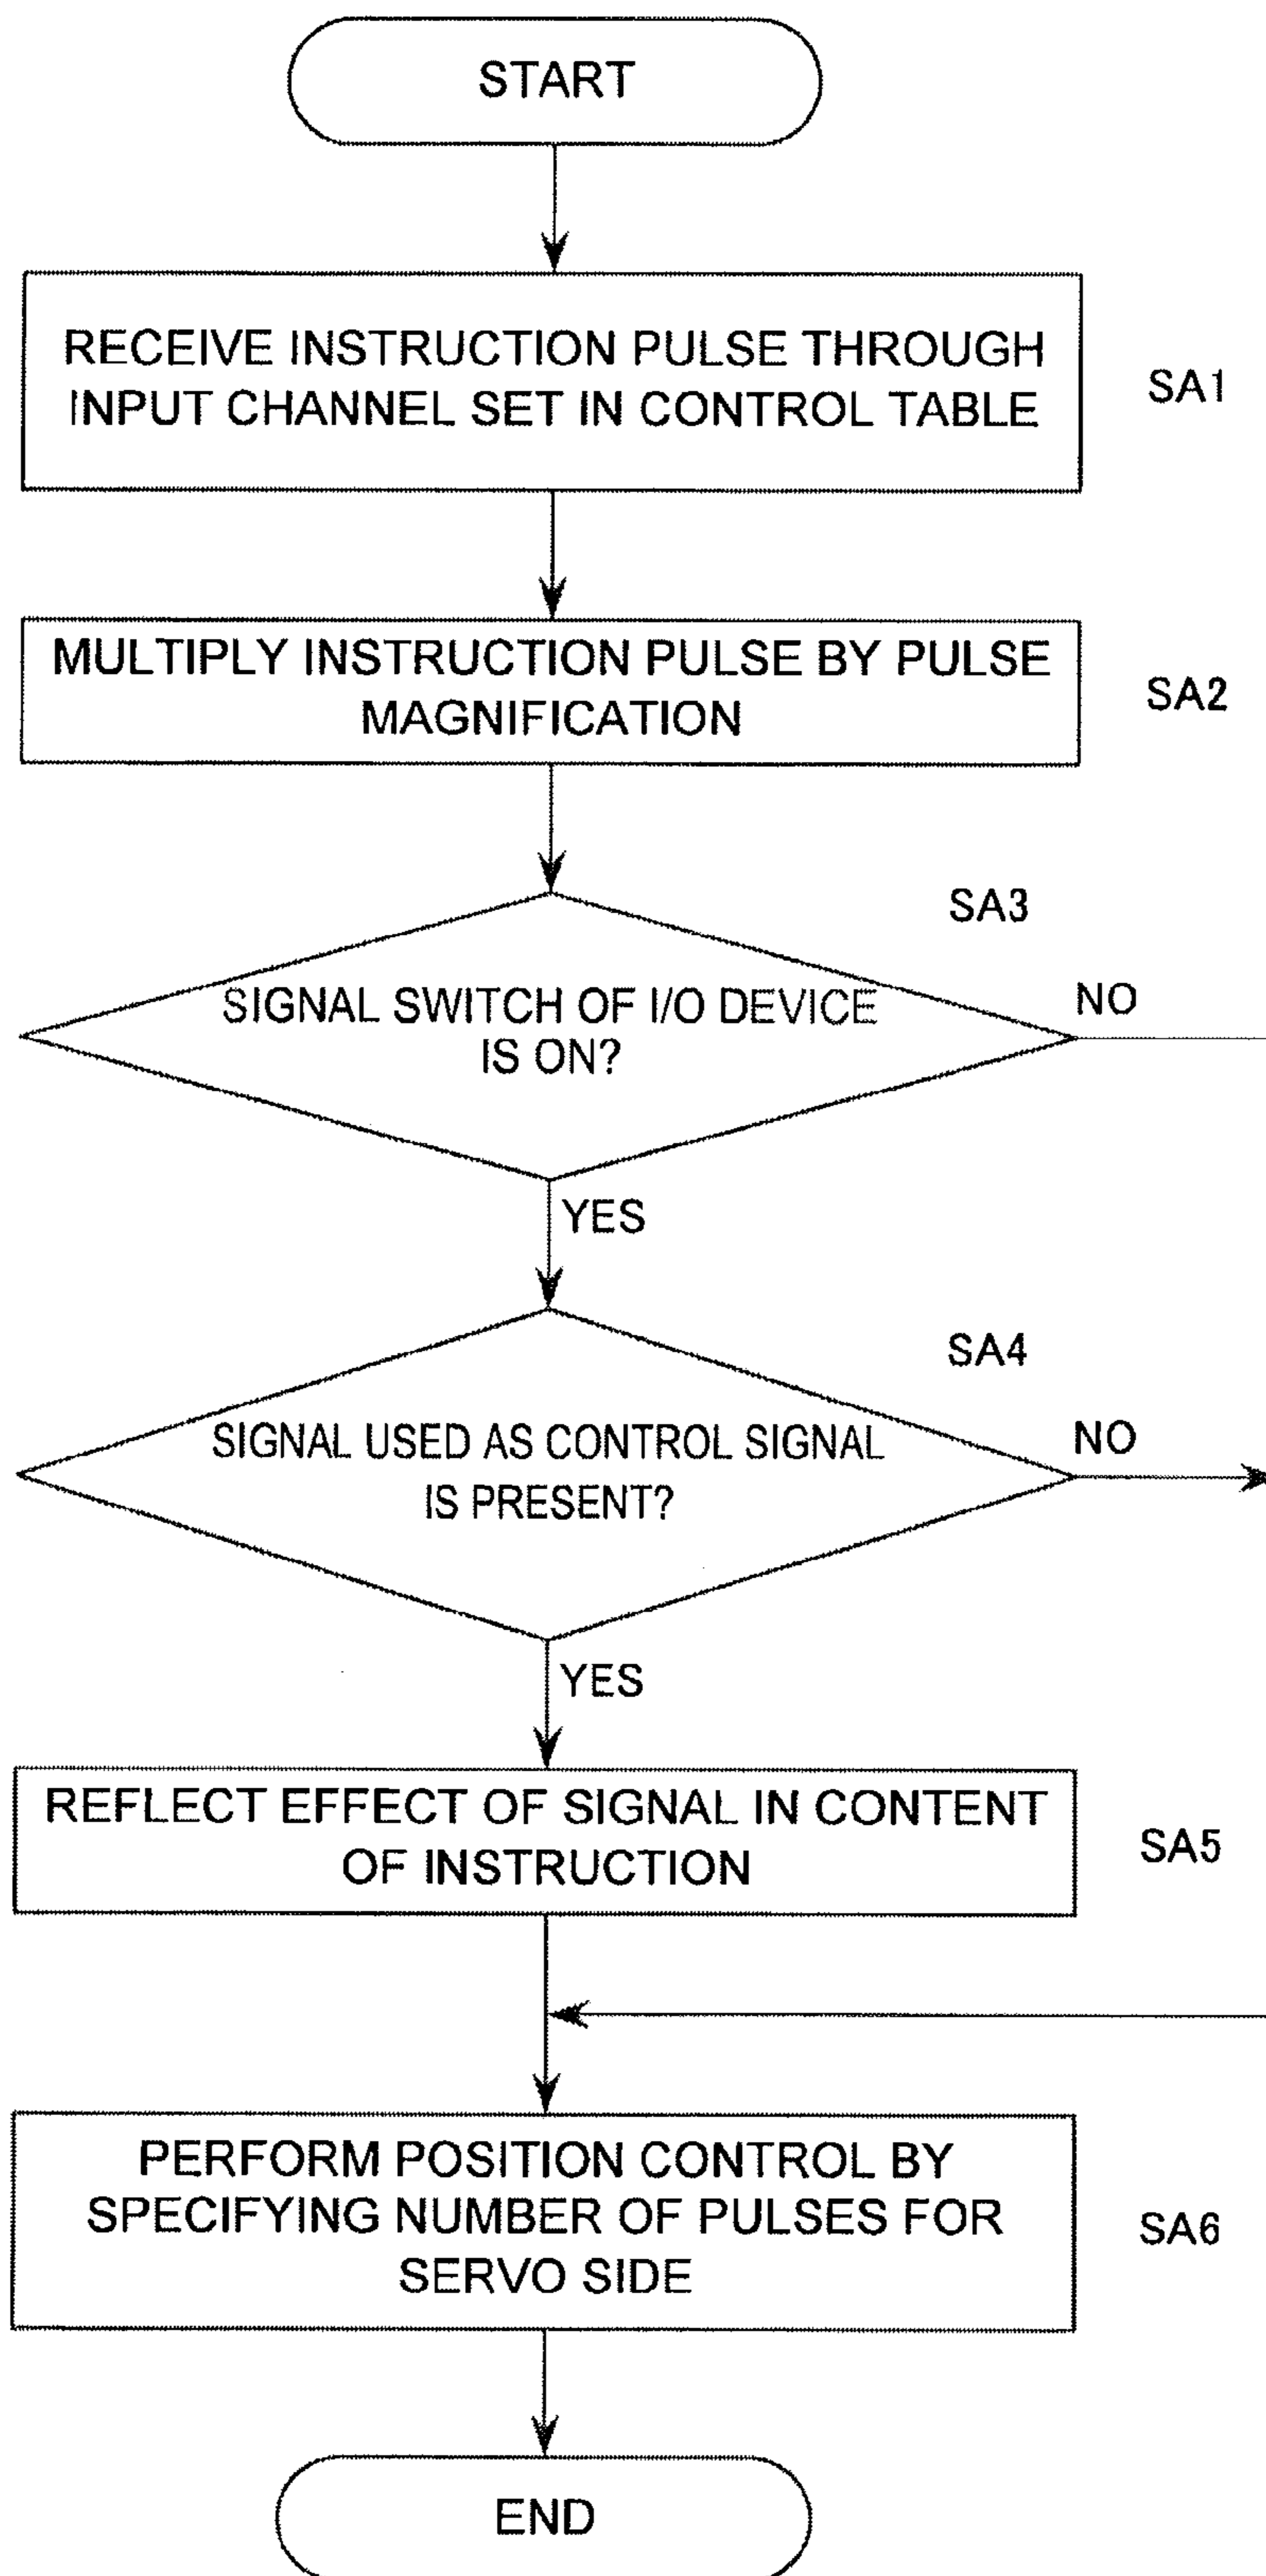 START
RECEIVE INSTRUCTION PULSE THROUGH
INPUT CHANNEL SET IN CONTROL TABLE
SA1
MULTIPLY INSTRUCTION PULSE BY PULSE
MAGNIFICATION
SA2
SA3
SIGNAL SWITCH OF I/O DEVICE
IS ON?
NO
YES
SA4
SIGNAL USED AS CONTROL SIGNAL
IS PRESENT?
NO
YES
REFLECT EFFECT OF SIGNAL IN CONTENT
OF INSTRUCTION
SA5
PERFORM POSITION CONTROL BY
SPECIFYING NUMBER OF PULSES FOR
SERVO SIDE
SA6
END